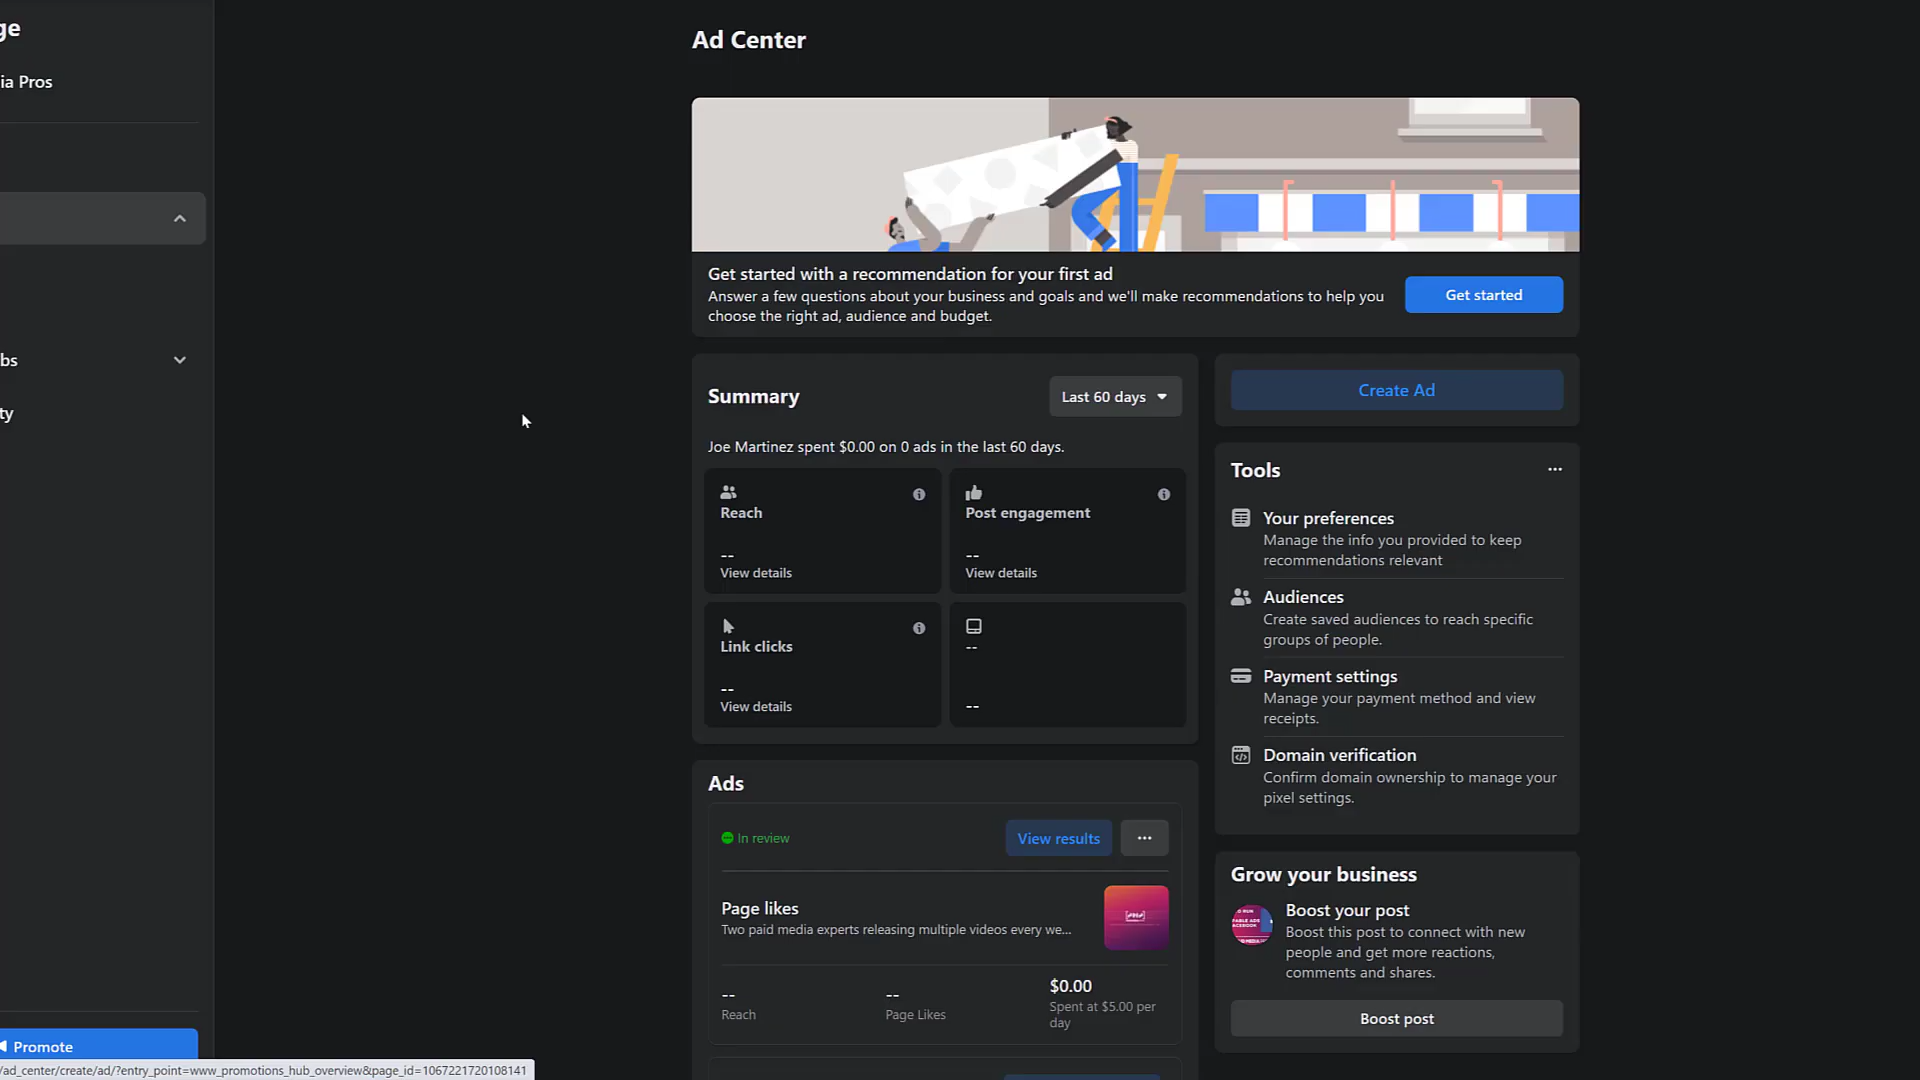 ge
ia Pros
bs
ty
Promote
/ad_center/create/ad/?entry_point=www_promotions_hub_overview&page_id=1067221720108141
Ad Center
Get started with a recommendation for your first ad
Answer a few questions about your business and goals and we'll make recommendations to help you
choose the right ad, audience and budget.
Get started
Summary
Last 60 days
Joe Martinez spent $0.00 on 0 ads in the last 60 days.
Reach
--
View details
Post engagement
--
View details
Link clicks
--
View details
--
--
Ads
In review
View results
Page likes
Two paid media experts releasing multiple videos every we...
--
Reach
--
Page Likes
$0.00
Spent at $5.00 per
day
Create Ad
Tools
Your preferences
Manage the info you provided to keep
recommendations relevant
Audiences
Create saved audiences to reach specific
groups of people.
Payment settings
Manage your payment method and view
receipts.
Domain verification
Confirm domain ownership to manage your
pixel settings.
Grow your business
Boost your post
Boost this post to connect with new
people and get more reactions,
comments and shares.
Boost post